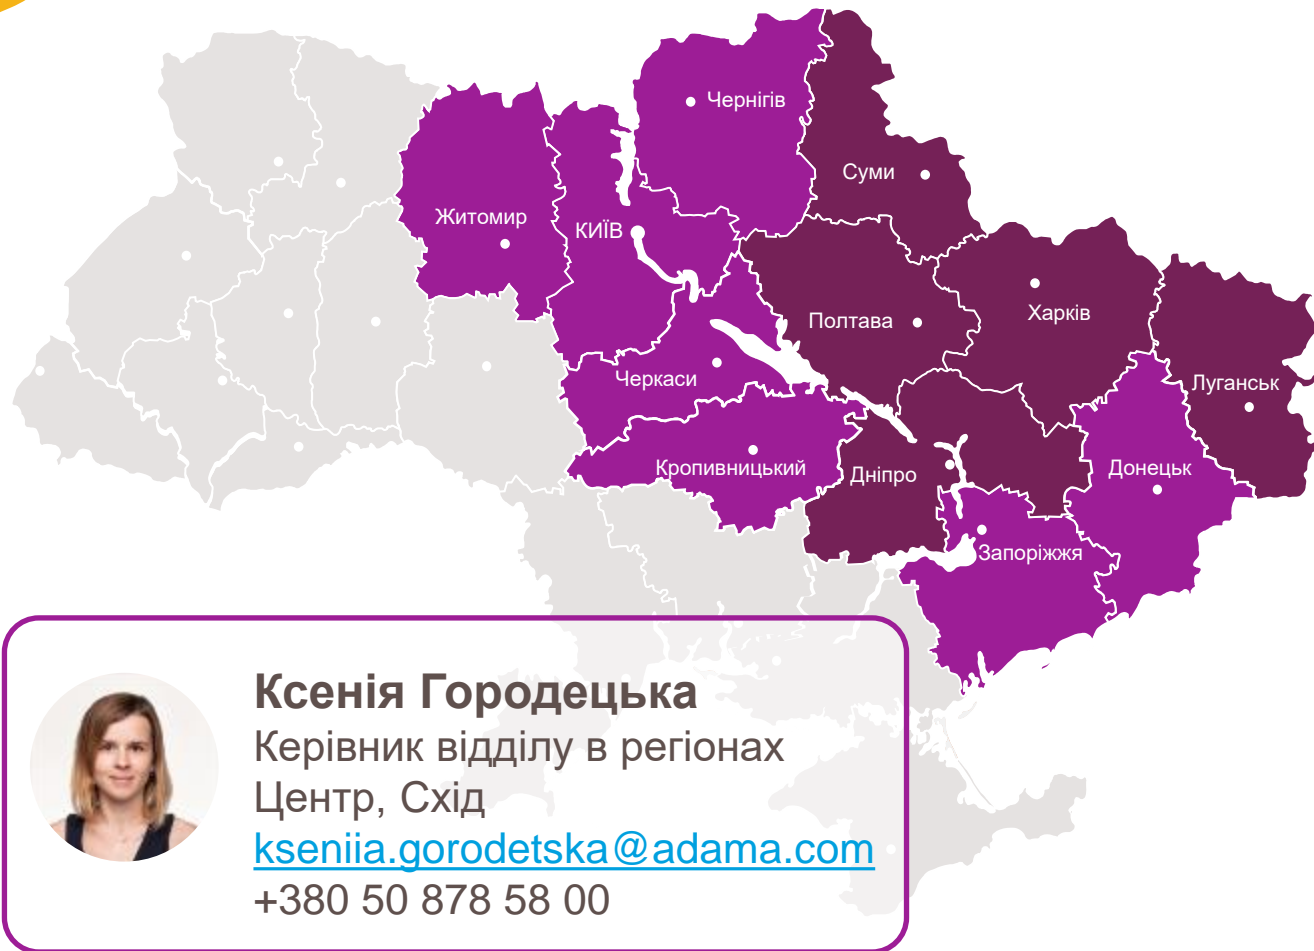 Чернігів
Суми
Житомир
КИЇВ
Полтава
Харків
Черкаси
Луганськ
Кропивницький
Дніпро
Донецьк
Запоріжжя
Ксенія Городецька
Керівник відділу в регіонах
Центр, Схід
kseniia.gorodetska@adama.com
+380 50 878 58 00